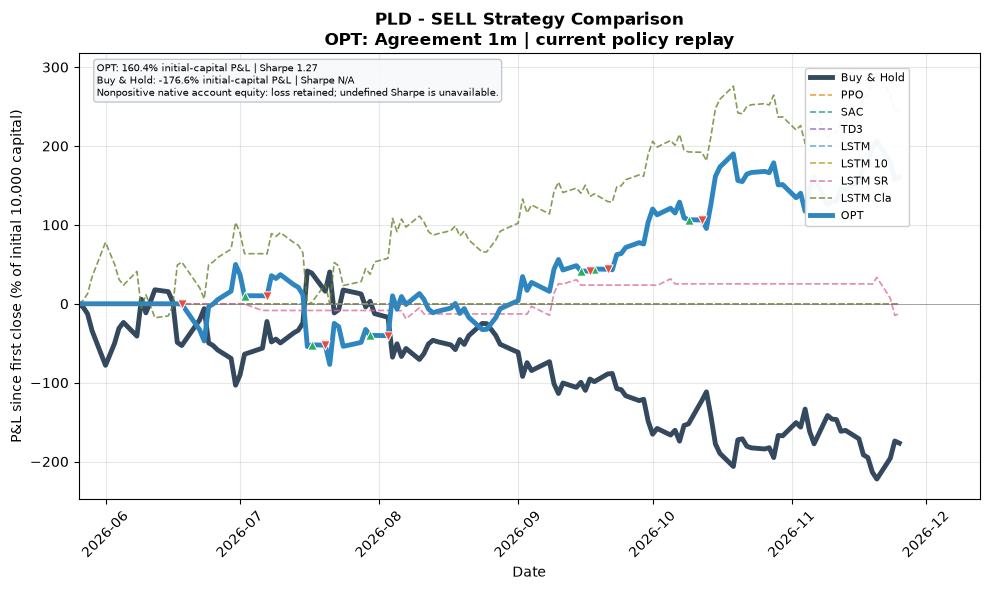 PLD - SELL Strategy Comparison
OPT: Agreement 1m | current policy replay
OPT: 160.4% initial-capital P&L | Sharpe 1.27
Buy & Hold: -176.6% initial-capital P&L | Sharpe N/A
Nonpositive native account equity: loss retained; undefined Sharpe is unavailable.
Buy & Hold
PPO
SAC
TD3
LSTM
LSTM 10
LSTM SR
LSTM Cla
OPT
P&L since first close (% of initial 10,000 capital)
300
200
100
0
−100
−200
2026-06
2026-07
2026-08
2026-09
2026-10
2026-11
2026-12
Date